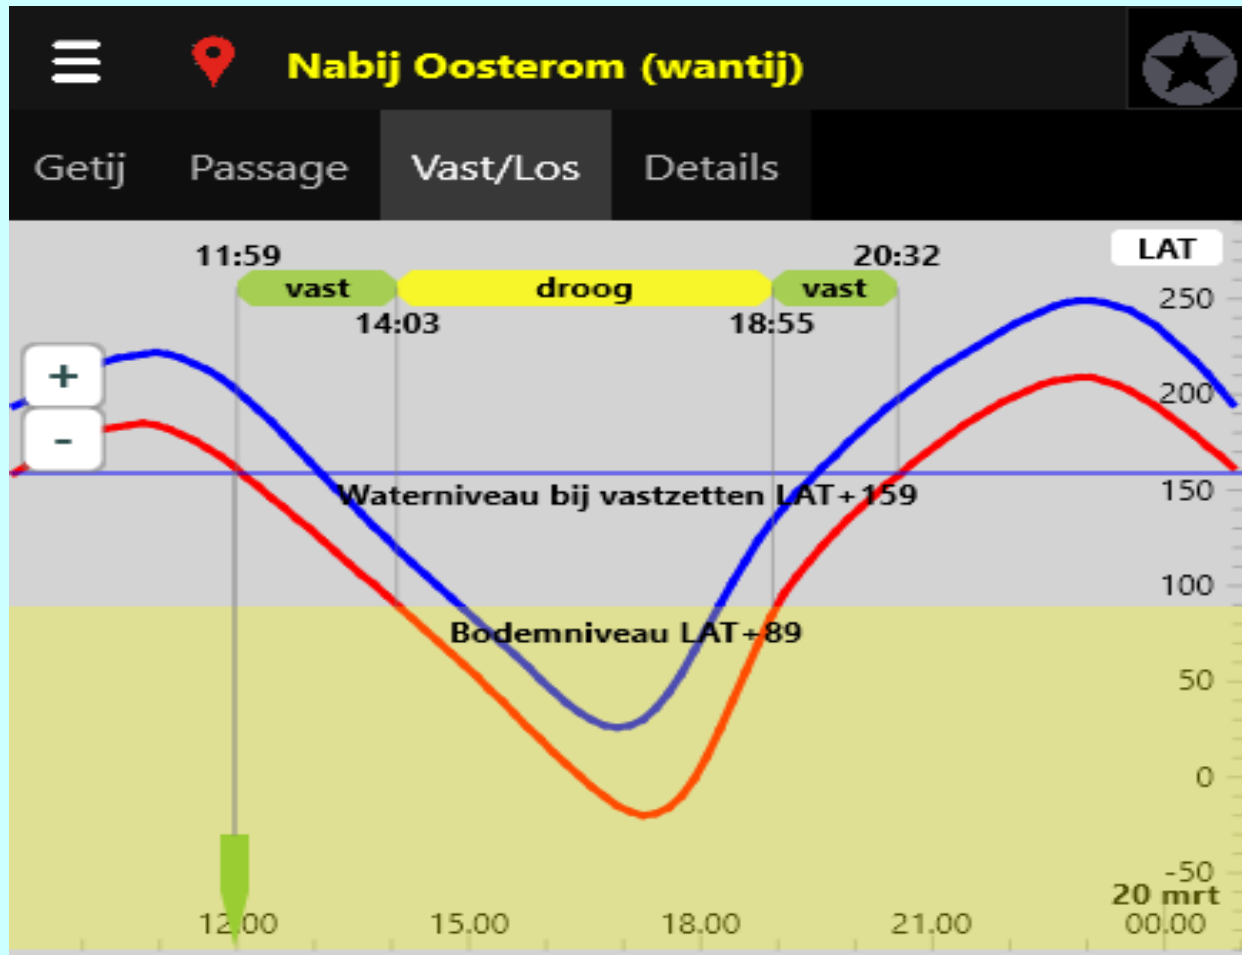 Nabij Oosterom (wantij)
Getij Passage Vast/Los Details
11:59 20:32 LAT
vast droog vast 250
14:03 18:55
+
200
-
150
Waterniveau bij vastzetten LAT+159
100
Bodemniveau LAT+89
50
0
-50
20 mrt
12.00 15.00 18.00 21.00 00.00